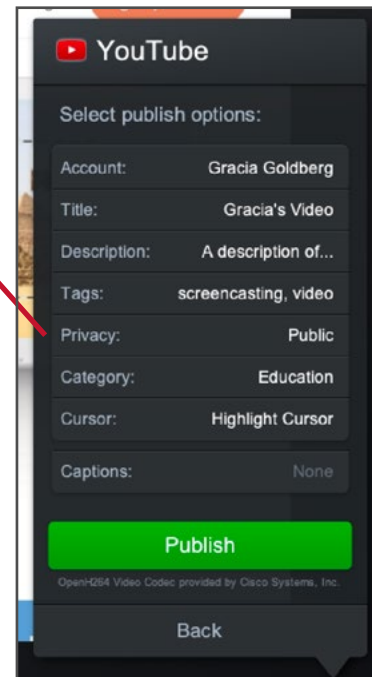 YouTube
Select publish options:
Account: Gracia Goldberg
Title: Gracia's Video
Description: A description of...
Tags: screencasting, video
Privacy: Public
Category: Education
Cursor: Highlight Cursor
Captions: None
Publish
OpenH264 Video Codec provided by Cisco Systems, Inc.
Back